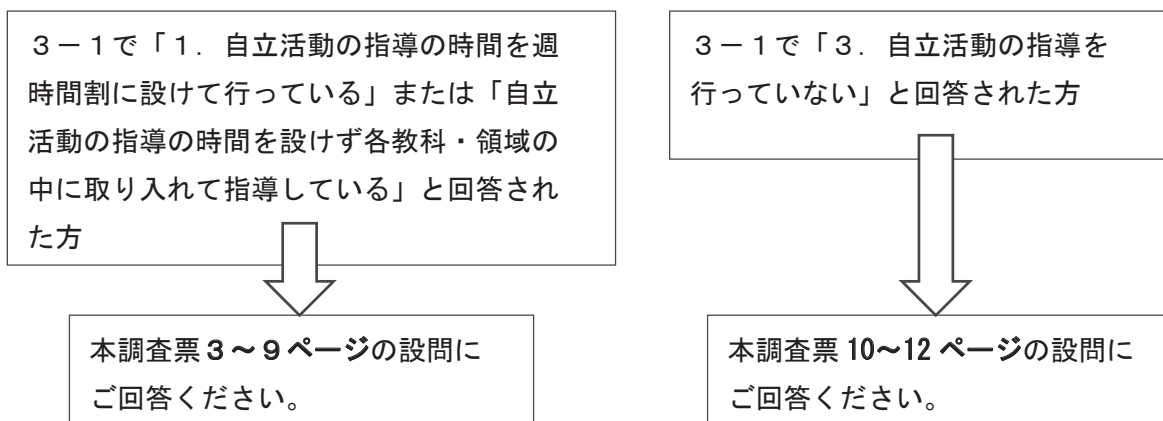 ３－１で「１．自立活動の指導の時間を週
時間割に設けて行っている」または「自立
活動の指導の時間を設けず各教科・領域の
中に取り入れて指導している」と回答され
た方
本調査票３～９ページの設問に
ご回答ください。
３－１で「３．自立活動の指導を
行っていない」と回答された方
本調査票 10～12 ページの設問に
ご回答ください。